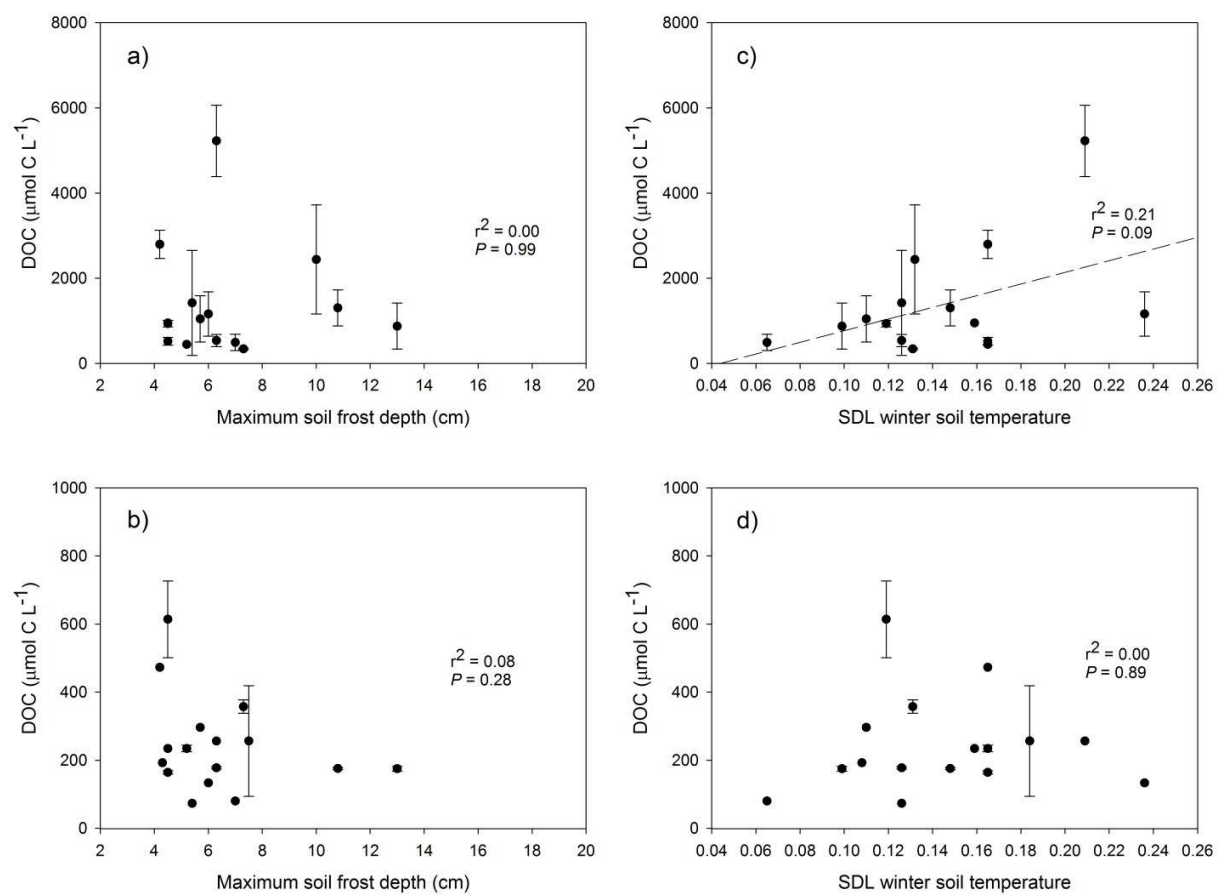 a)
8000
6000
4000
2000
0
DOC (μmol C L⁻¹)
r² = 0.00
P = 0.99
2 4 6 8 10 12 14 16 18 20
Maximum soil frost depth (cm)
c)
8000
6000
4000
2000
0
DOC (μmol C L⁻¹)
r² = 0.21
P = 0.09
0.04 0.06 0.08 0.10 0.12 0.14 0.16 0.18 0.20 0.22 0.24 0.26
SDL winter soil temperature
b)
1000
800
600
400
200
0
DOC (μmol C L⁻¹)
r² = 0.08
P = 0.28
2 4 6 8 10 12 14 16 18 20
Maximum soil frost depth (cm)
d)
1000
800
600
400
200
0
DOC (μmol C L⁻¹)
r² = 0.00
P = 0.89
0.04 0.06 0.08 0.10 0.12 0.14 0.16 0.18 0.20 0.22 0.24 0.26
SDL winter soil temperature